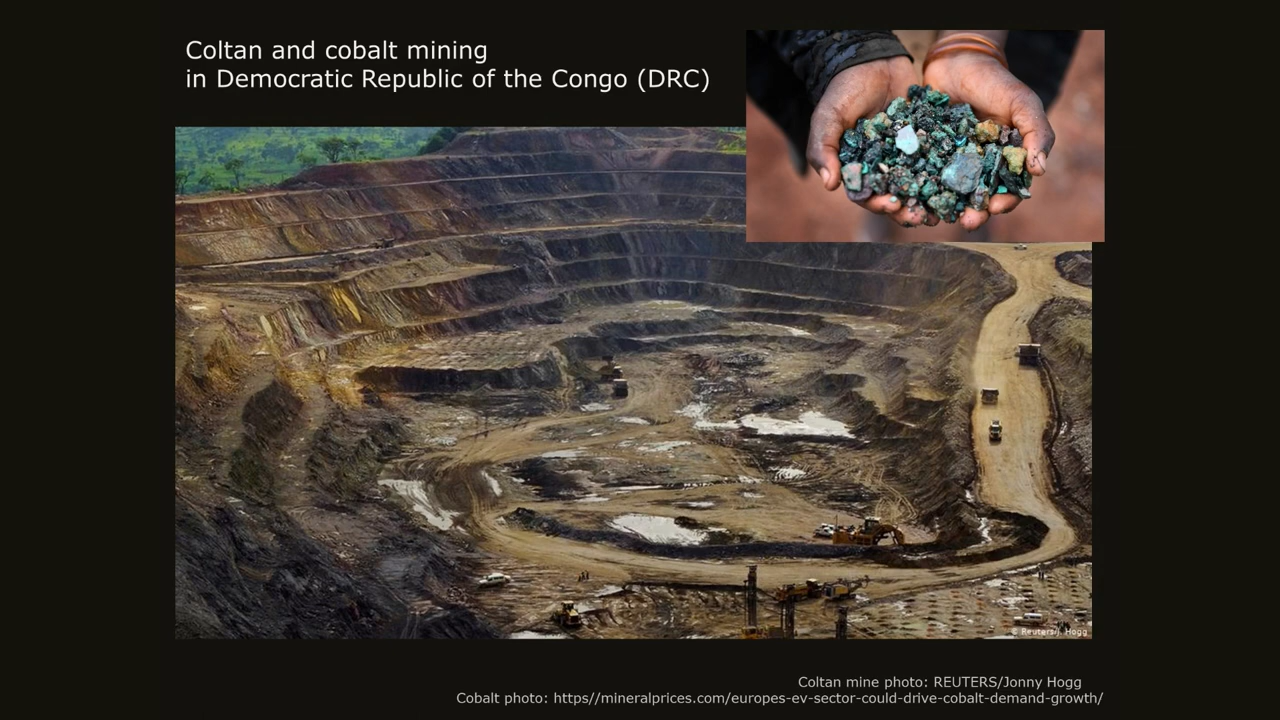 Coltan and cobalt mining
in Democratic Republic of the Congo (DRC)
© Reuters/J. Hogg
Coltan mine photo: REUTERS/Jonny Hogg
Cobalt photo: https//mineralprices.com/europes-ev-sector-could-drive-cobalt-demand-growth/